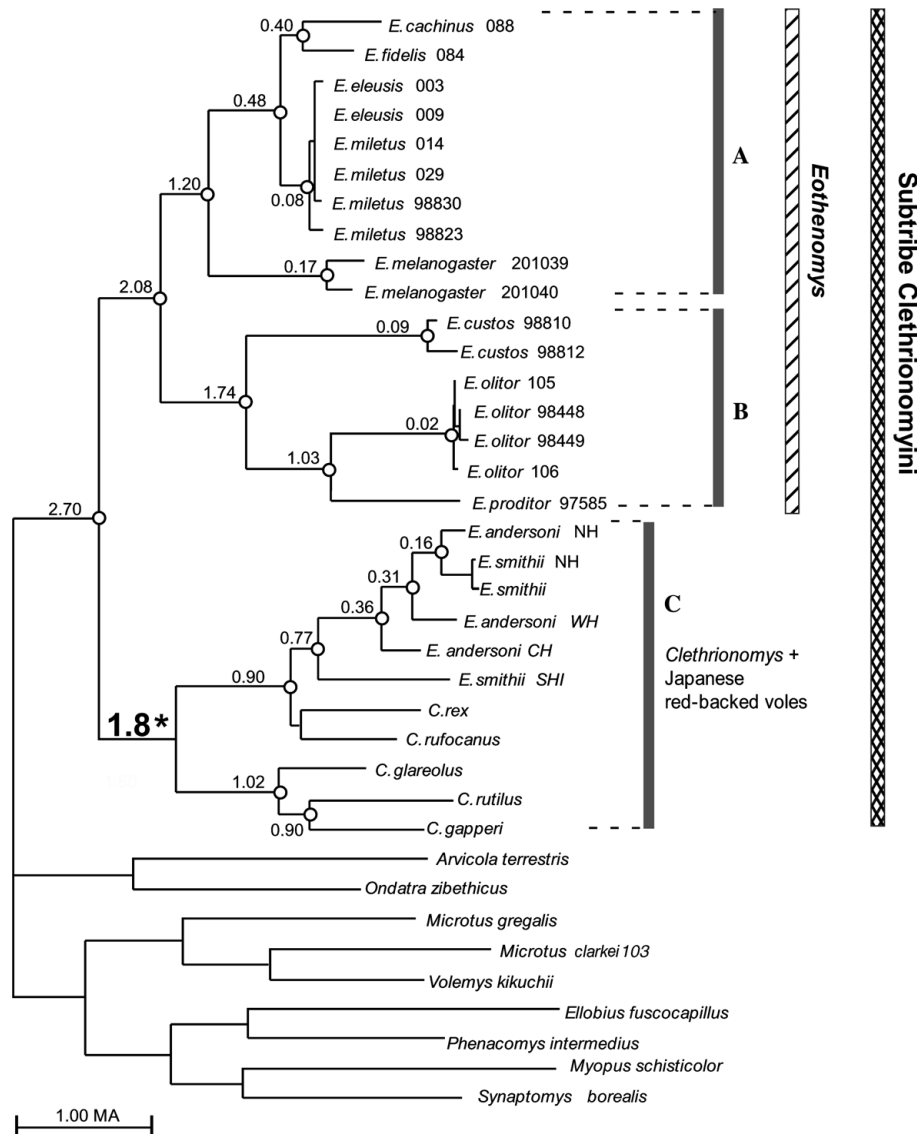 0.40
E. cachinus 088
E. fidelis 084
0.48
E. eleusis 003
E. eleusis 009
E. miletus 014
E. miletus 029
0.08
E. miletus 98830
E. miletus 98823
1.20
0.17
E. melanogaster 201039
E. melanogaster 201040
A
2.08
0.09
E. custos 98810
E. custos 98812
1.74
E. olitor 105
0.02
E. olitor 98448
E. olitor 98449
1.03
E. olitor 106
E. proditor 97585
B
Eothenomys
Subtribe Clethrionomyini
2.70
0.16
E. andersoni NH
E. smithii NH
E. smithii
0.31
E. andersoni WH
0.36
E. andersoni CH
0.77
E. smithii SHI
0.90
C. rex
C. rufocanus
1.8*
C. glareolus
1.02
C. rutilus
0.90
C. gapperi
C
Clethrionomys +
Japanese
red-backed voles
Arvicola terrestris
Ondatra zibethicus
Microtus gregalis
Microtus clarkei 103
Volemys kikuchii
Ellobius fuscocapillus
Phenacomys intermedius
Myopus schisticolor
Synaptomys borealis
1.00 MA